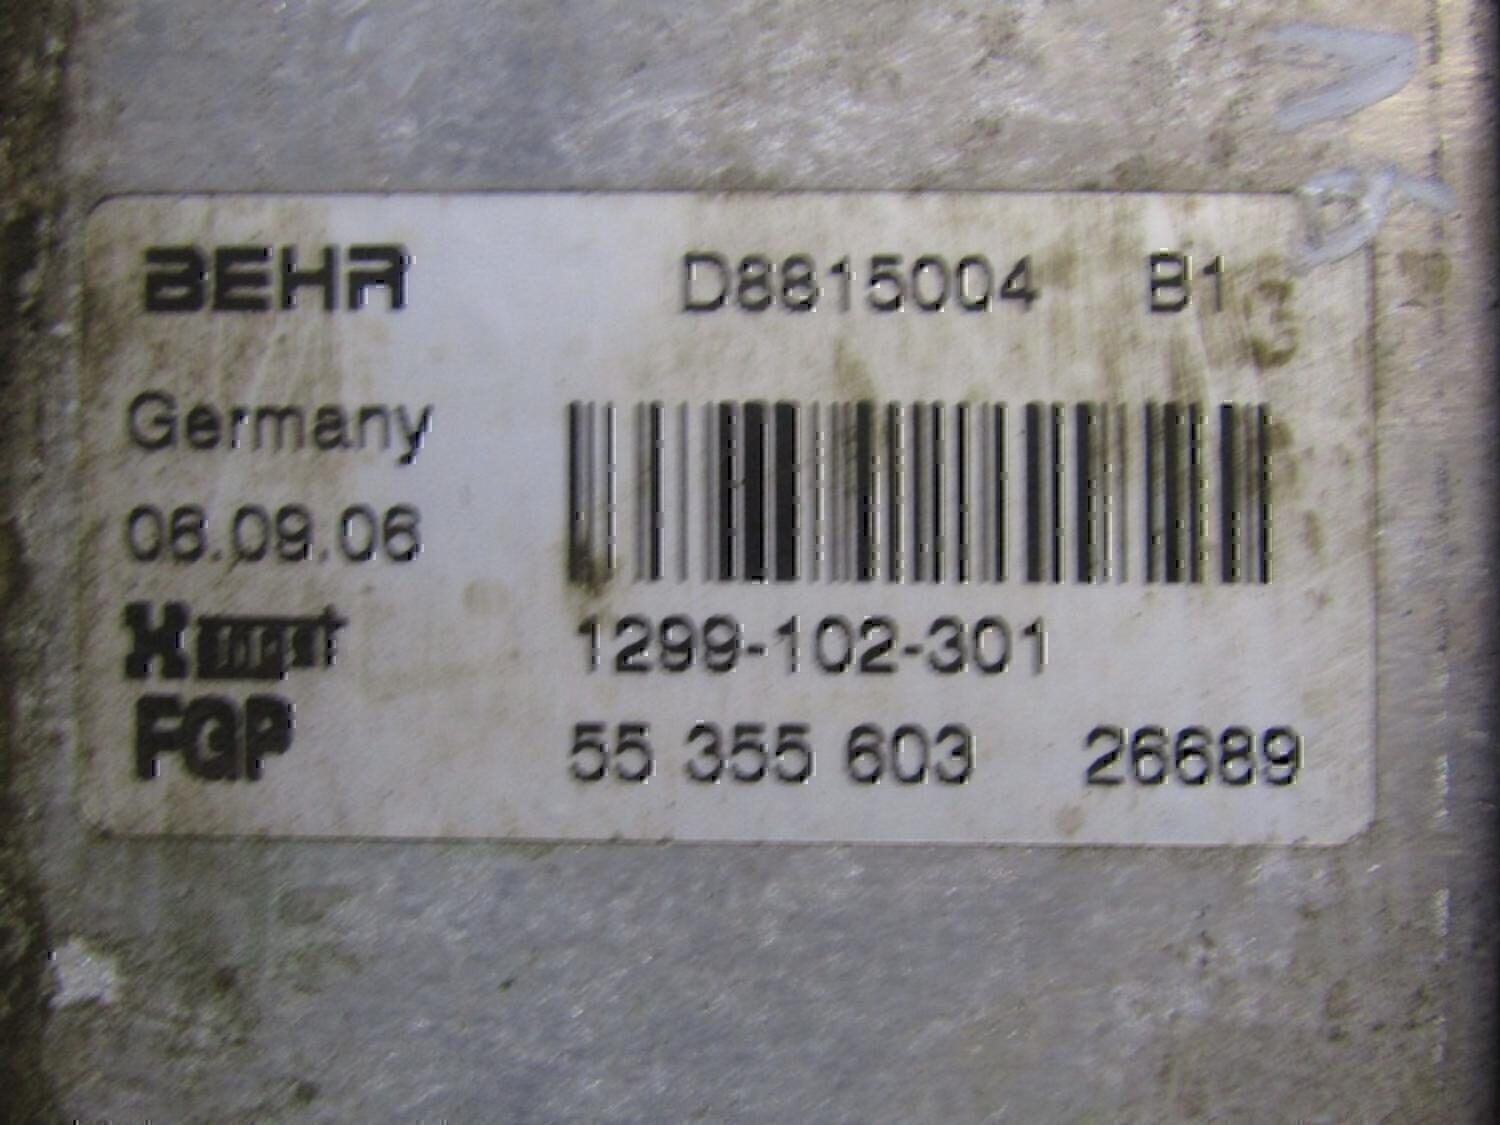 BEHR D8815004 B1
Germany
06.09.06
1299-102-301
FGP 55 355 603 26689